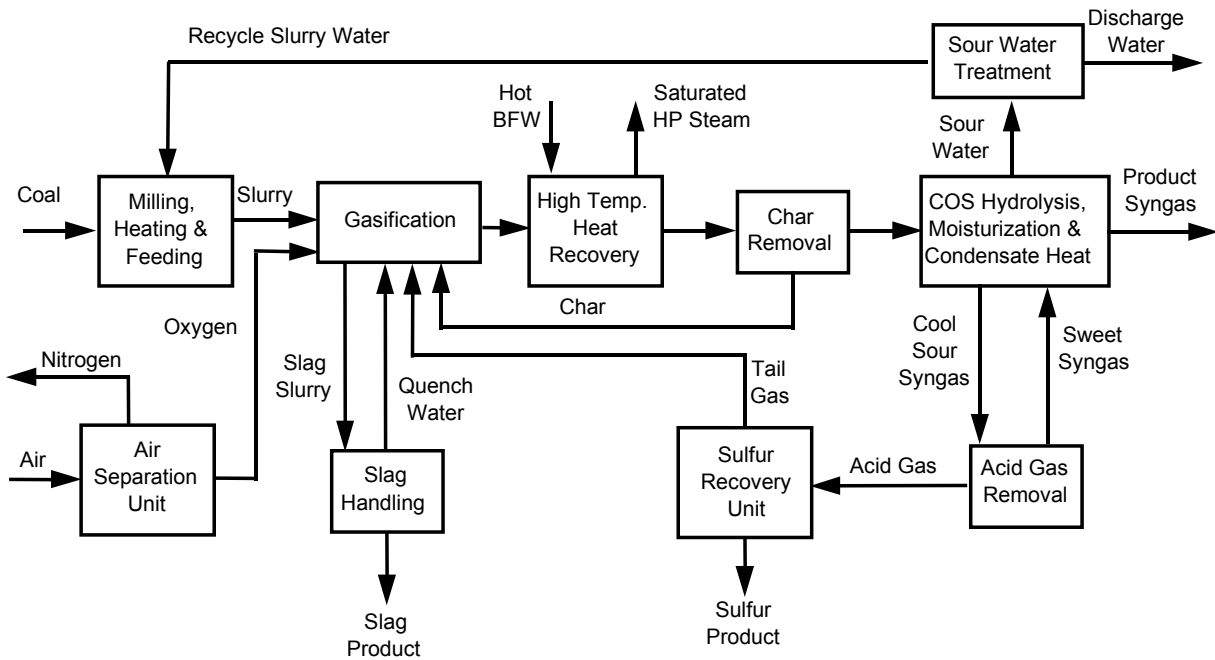 Recycle Slurry Water
Sour Water
Treatment
Discharge
Water
Hot
BFW
Saturated
HP Steam
Sour
Water
Coal
Milling,
Heating &
Feeding
Slurry
Gasification
High Temp.
Heat
Recovery
Char
Removal
COS Hydrolysis,
Moisturization &
Condensate Heat
Product
Syngas
Oxygen
Char
Nitrogen
Slag
Slurry
Quench
Water
Tail
Gas
Cool
Sour
Syngas
Sweet
Syngas
Air
Air
Separation
Unit
Slag
Handling
Sulfur
Recovery
Unit
Acid Gas
Acid Gas
Removal
Slag
Product
Sulfur
Product